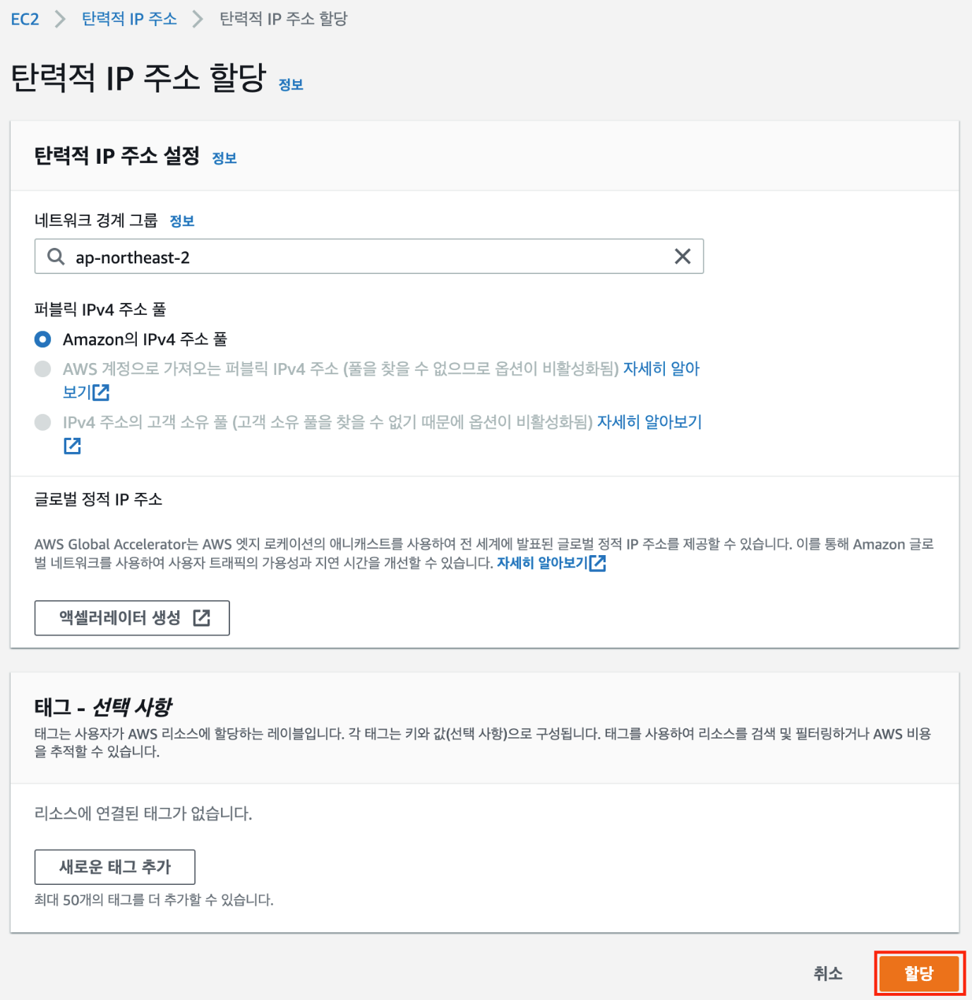 EC2 > 탄력적 IP 주소 > 탄력적 IP 주소 할당
탄력적 IP 주소 할당 정보
탄력적 IP 주소 설정 정보
네트워크 경계 그룹 정보
ap-northeast-2
퍼블릭 IPv4 주소 풀
Amazon의 IPv4 주소 풀
AWS 계정으로 가져오는 퍼블릭 IPv4 주소 (풀을 찾을 수 없으므로 옵션이 비활성화됨) 자세히 알아
보기
IPv4 주소의 고객 소유 풀 (고객 소유 풀을 찾을 수 없기 때문에 옵션이 비활성화됨) 자세히 알아보기
글로벌 정적 IP 주소
AWS Global Accelerator는 AWS 엣지 로케이션의 애니캐스트를 사용하여 전 세계에 발표된 글로벌 정적 IP 주소를 제공할 수 있습니다. 이를 통해 Amazon 글로
벌 네트워크를 사용하여 사용자 트래픽의 가용성과 지연 시간을 개선할 수 있습니다. 자세히 알아보기
액셀러레이터 생성
태그 - 선택 사항
태그는 사용자가 AWS 리소스에 할당하는 레이블입니다. 각 태그는 키와 값(선택 사항)으로 구성됩니다. 태그를 사용하여 리소스를 검색 및 필터링하거나 AWS 비용
을 추적할 수 있습니다.
리소스에 연결된 태그가 없습니다.
새로운 태그 추가
최대 50개의 태그를 더 추가할 수 있습니다.
취소 할당